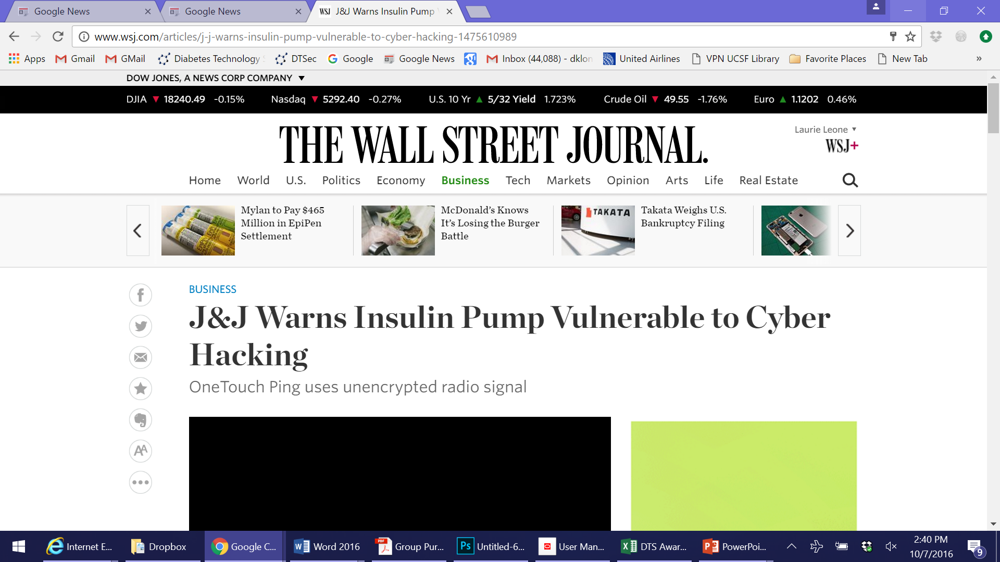 Google News
Google News
WSJ J&J Warns Insulin Pump
www.wsj.com/articles/j-j-warns-insulin-pump-vulnerable-to-cyber-hacking-1475610989
Apps Gmail GMail Diabetes Technology DTSec Google Google News Inbox (44,088) - dklon United Airlines VPN UCSF Library Favorite Places New Tab »
DOW JONES, A NEWS CORP COMPANY ▼
DJIA ▼ 18240.49 -0.15% Nasdaq ▼ 5292.40 -0.27% U.S. 10 Yr ▲ 5/32 Yield 1.723% Crude Oil ▼ 49.55 -1.76% Euro ▲ 1.1202 0.46%
THE WALL STREET JOURNAL.
Laurie Leone ▼
WSJ+
Home World U.S. Politics Economy Business Tech Markets Opinion Arts Life Real Estate
Mylan to Pay $465
Million in EpiPen
Settlement
McDonald’s Knows
It’s Losing the Burger
Battle
TAKATA
Takata Weighs U.S.
Bankruptcy Filing
BUSINESS
J&J Warns Insulin Pump Vulnerable to Cyber
Hacking
OneTouch Ping uses unencrypted radio signal
AA
Internet E... Dropbox Google C... Word 2016 Group Pur... Untitled-6... User Man... DTS Awar... PowerPoi...
2:40 PM
10/7/2016
9